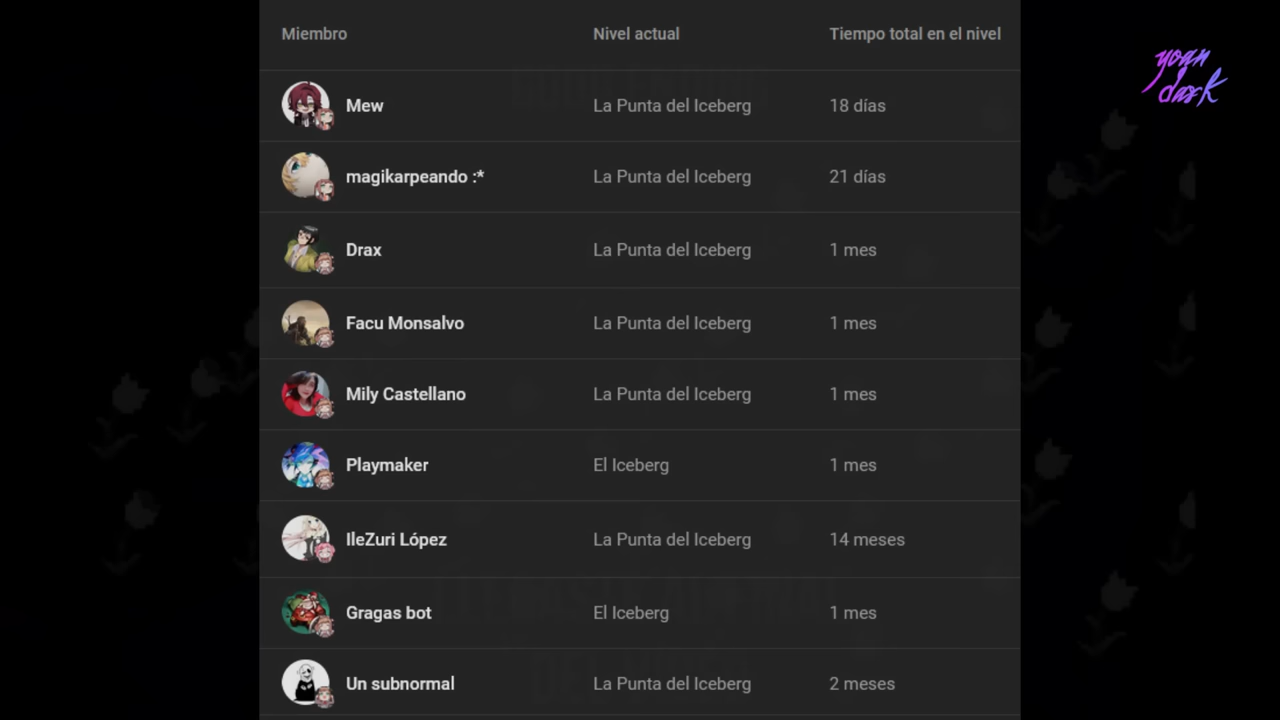 Miembro Nivel actual Tiempo total en el nivel
yoan
dark
Mew La Punta del Iceberg 18 días
magikarpeando :* La Punta del Iceberg 21 días
Drax La Punta del Iceberg 1 mes
Facu Monsalvo La Punta del Iceberg 1 mes
Mily Castellano La Punta del Iceberg 1 mes
Playmaker El Iceberg 1 mes
IleZuri López La Punta del Iceberg 14 meses
Gragas bot El Iceberg 1 mes
Un subnormal La Punta del Iceberg 2 meses